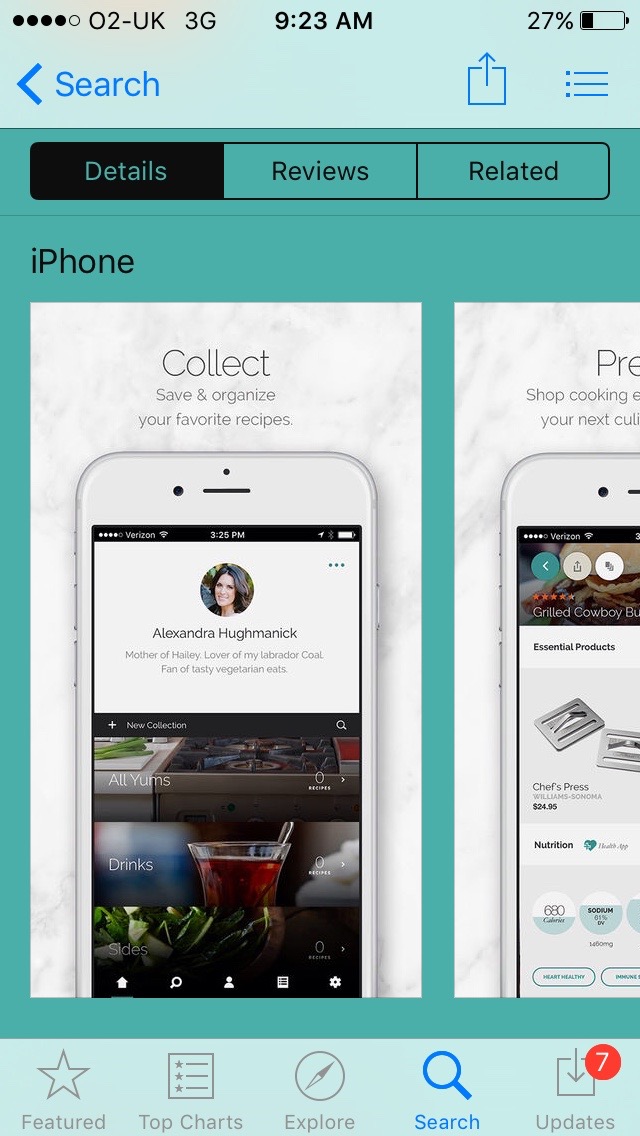 O2-UK 3G 9:23 AM 27%
Search
Details Reviews Related
iPhone
Collect
Save & organize
your favorite recipes.
Verizon 3:25 PM
Alexandra Hughmanick
Mother of Hailey. Lover of my labrador Coal.
Fan of tasty vegetarian eats.
+ New Collection
All Yums 0
RECIPES
Drinks 0
RECIPES
Sides 0
RECIPES
Pre
Shop cooking e
your next culi
Verizon 3
Grilled Cowboy Bu
Essential Products
Chef's Press
WILLIAMS-SONOMA
$24.95
Nutrition Health App
680
Calories
SODIUM
61%
DV
1460mg
HEART HEALTHY IMMUNE
Featured Top Charts Explore Search Updates 7